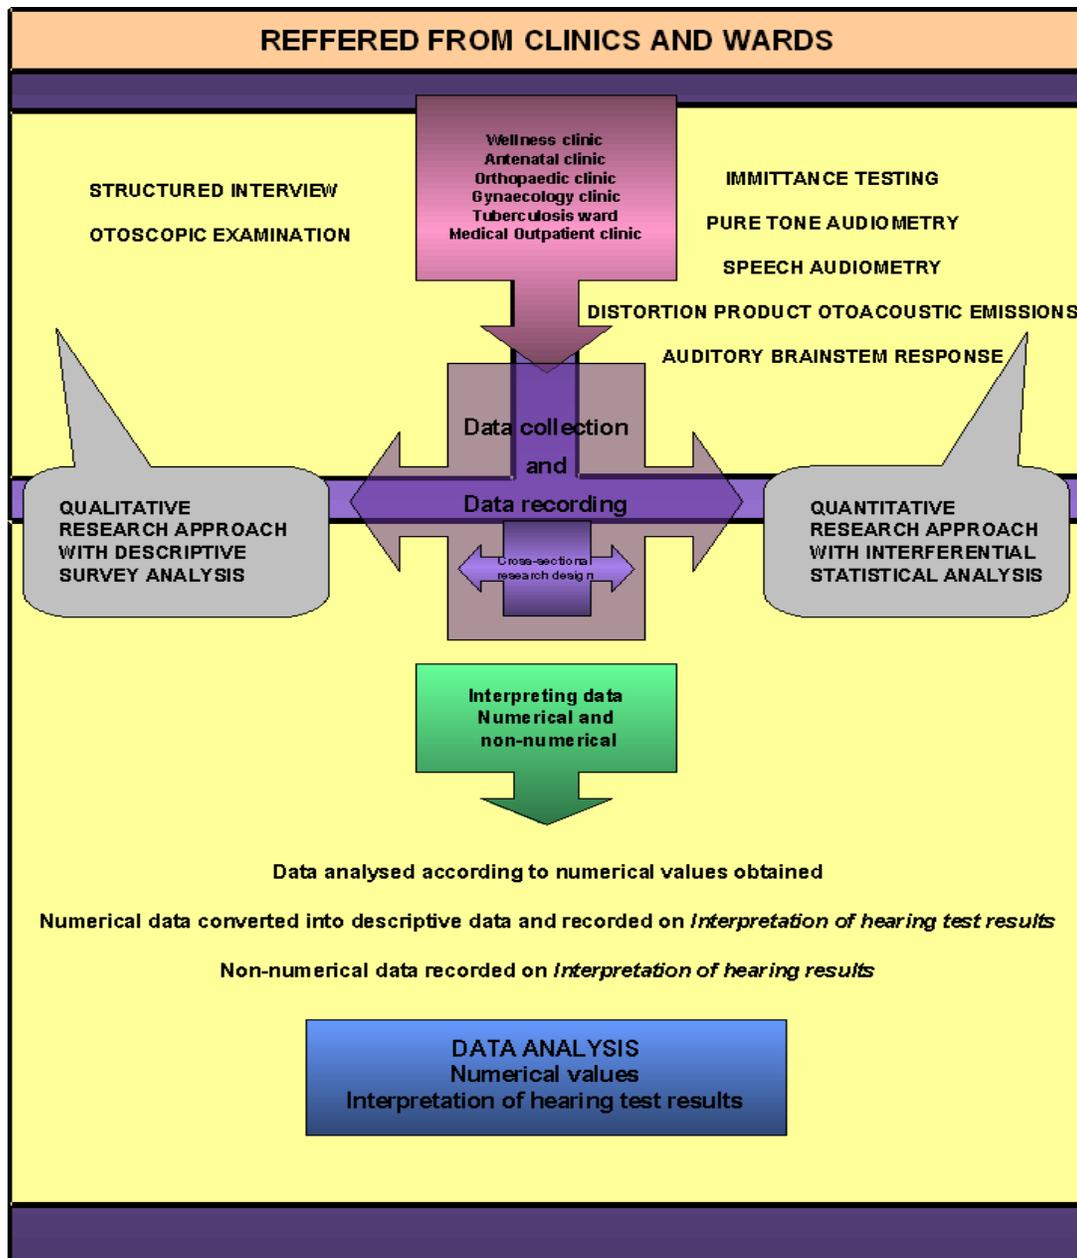 REFFERED FROM CLINICS AND WARDS
Wellness clinic
Antenatal clinic
Orthopaedic clinic
Gynaecology clinic
Tuberculosis ward
Medical Outpatient clinic
STRUCTURED INTERVIEW
OTOSCOPIC EXAMINATION
IMMITTANCE TESTING
PURE TONE AUDIOMETRY
SPEECH AUDIOMETRY
DISTORTION PRODUCT OTOACOUSTIC EMISSIONS
AUDITORY BRAINSTEM RESPONSE
Data collection
and
Data recording
QUALITATIVE
RESEARCH APPROACH
WITH DESCRIPTIVE
SURVEY ANALYSIS
Cross-sectional
research design
QUANTITATIVE
RESEARCH APPROACH
WITH INTERFERENTIAL
STATISTICAL ANALYSIS
Interpreting data
Numerical and
non-numerical
Data analysed according to numerical values obtained
Numerical data converted into descriptive data and recorded on Interpretation of hearing test results
Non-numerical data recorded on Interpretation of hearing results
DATA ANALYSIS
Numerical values
Interpretation of hearing test results